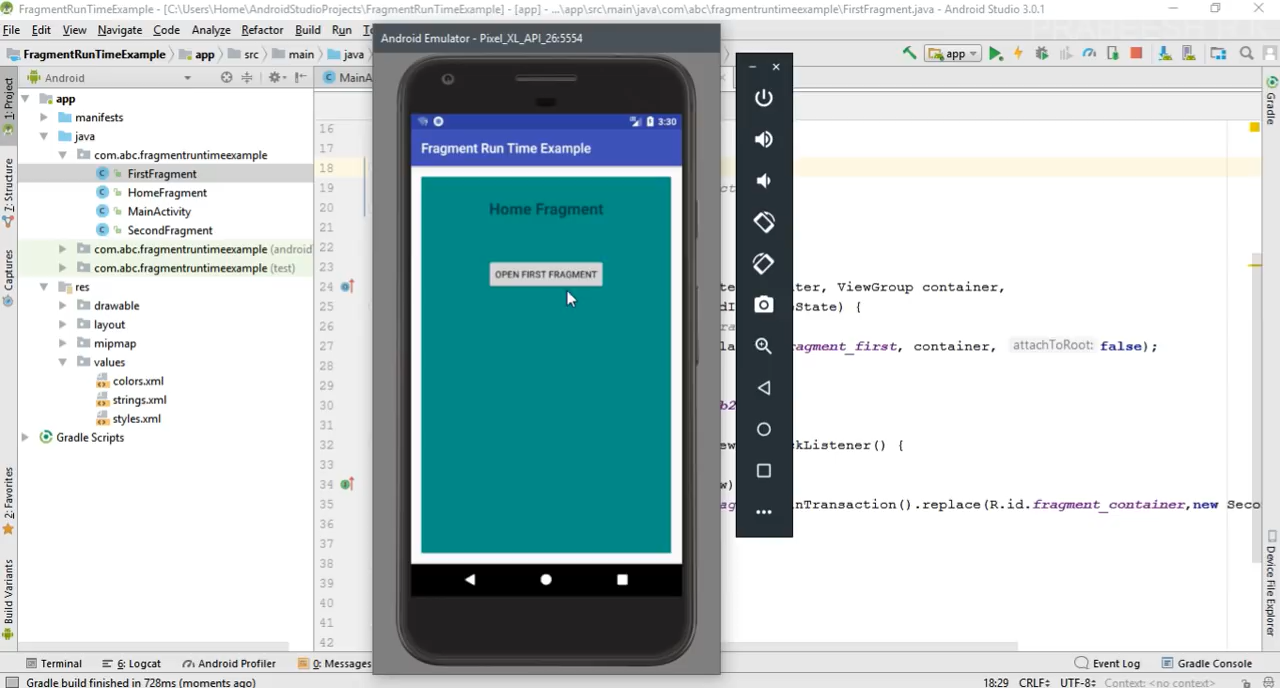 FragmentRunTimeExample - [C:\Users\Home\AndroidStudioProjects\FragmentRunTimeExample] - [app] - ...\app\src\main\java\com\abc\fragmentruntimeexample\FirstFragment.java - Android Studio 3.0.1
File Edit View Navigate Code Analyze Refactor Build Run
Android Emulator - Pixel_XL_API_26:5554
FragmentRunTimeExample app src main java
app
Android
MainA
1: Project
Z: Structure
Captures
2: Favorites
Build Variants
Gradle
Device File Explorer
app
manifests
java
com.abc.fragmentruntimeexample
FirstFragment
HomeFragment
MainActivity
SecondFragment
com.abc.fragmentruntimeexample (android
com.abc.fragmentruntimeexample (test)
res
drawable
layout
mipmap
values
colors.xml
strings.xml
styles.xml
Gradle Scripts
16
17
18
19
20
21
22
23
24
25
26
27
28
29
30
31
32
33
34
35
36
37
38
39
40
41
42
3:30
Fragment Run Time Example
Home Fragment
OPEN FIRST FRAGMENT
ter, ViewGroup container,
State) {
ragment_first, container, attachToRoot: false);
b2
ckListener() {
w)
nTransaction().replace(R.id.fragment_container,new Seco
Terminal 6: Logcat Android Profiler 0: Messages
Event Log Gradle Console
Gradle build finished in 728ms (moments ago)
18:29 CRLF÷ UTF-8÷ Context: <no context>